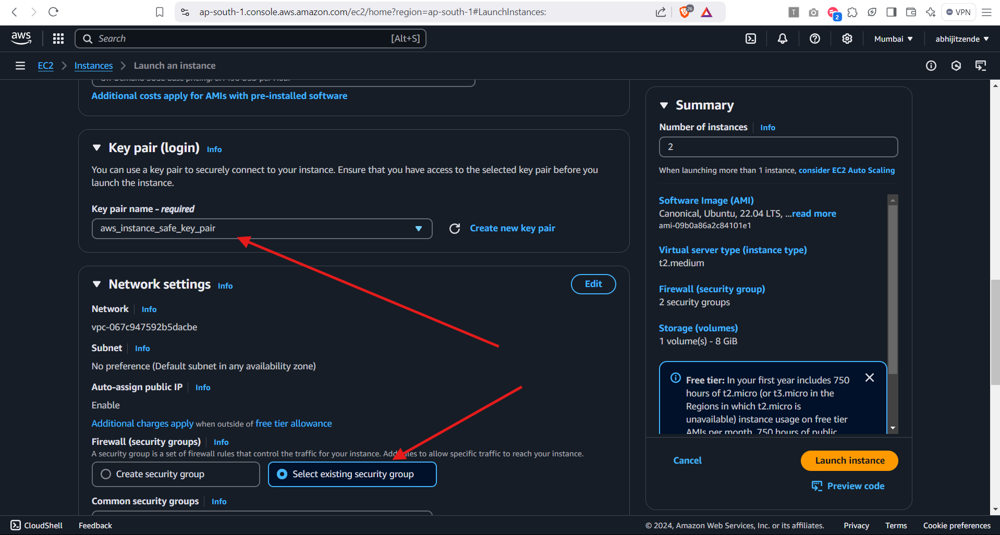 ap-south-1.console.aws.amazon.com/ec2/home?region=ap-south-1#LaunchInstances:
26
T
2
VPN
aws
Search
[Alt+S]
Mumbai
abhijitzende
EC2
Instances
Launch an instance
Additional costs apply for AMIs with pre-installed software
Key pair (login)
Info
You can use a key pair to securely connect to your instance. Ensure that you have access to the selected key pair before you
launch the instance.
Key pair name - required
aws_instance_safe_key_pair
Create new key pair
Network settings
Info
Edit
Network
Info
vpc-067c947592b5dacbe
Subnet
Info
No preference (Default subnet in any availability zone)
Auto-assign public IP
Info
Enable
Additional charges apply when outside of free tier allowance
Firewall (security groups)
Info
A security group is a set of firewall rules that control the traffic for your instance. Add rules to allow specific traffic to reach your instance.
Create security group
Select existing security group
Common security groups
Info
Summary
Number of instances
Info
2
When launching more than 1 instance, consider EC2 Auto Scaling
Software Image (AMI)
Canonical, Ubuntu, 22.04 LTS, ...read more
ami-09b0a86a2c84101e1
Virtual server type (instance type)
t2.medium
Firewall (security group)
2 security groups
Storage (volumes)
1 volume(s) - 8 GiB
Free tier: In your first year includes 750
hours of t2.micro (or t3.micro in the
Regions in which t2.micro is
unavailable) instance usage on free tier
AMIs per month, 750 hours of public
Cancel
Launch instance
Preview code
CloudShell
Feedback
© 2024, Amazon Web Services, Inc. or its affiliates.
Privacy
Terms
Cookie preferences